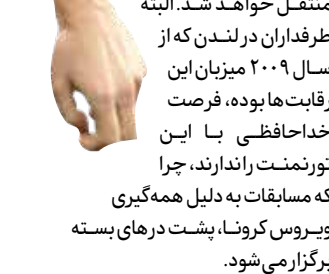 منتقل خواهد شد. البته
طرفداران در لندن که از
سال ۲۰۰۹ میزبان این
رقابت‌ها بوده، فرصت
خداحافظی با این
تورنمنت را ندارند، چرا
که مسابقات به دلیل همه‌گیری
ویروس کرونا، پشت درهای بسته
برگزار می‌شود.